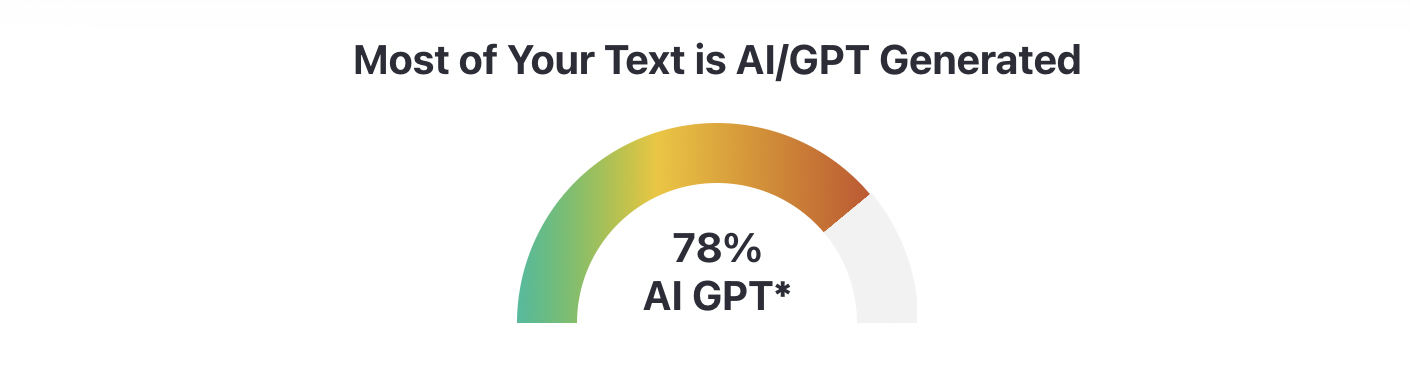 Most of Your Text is AI/GPT Generated
78%
AI GPT*